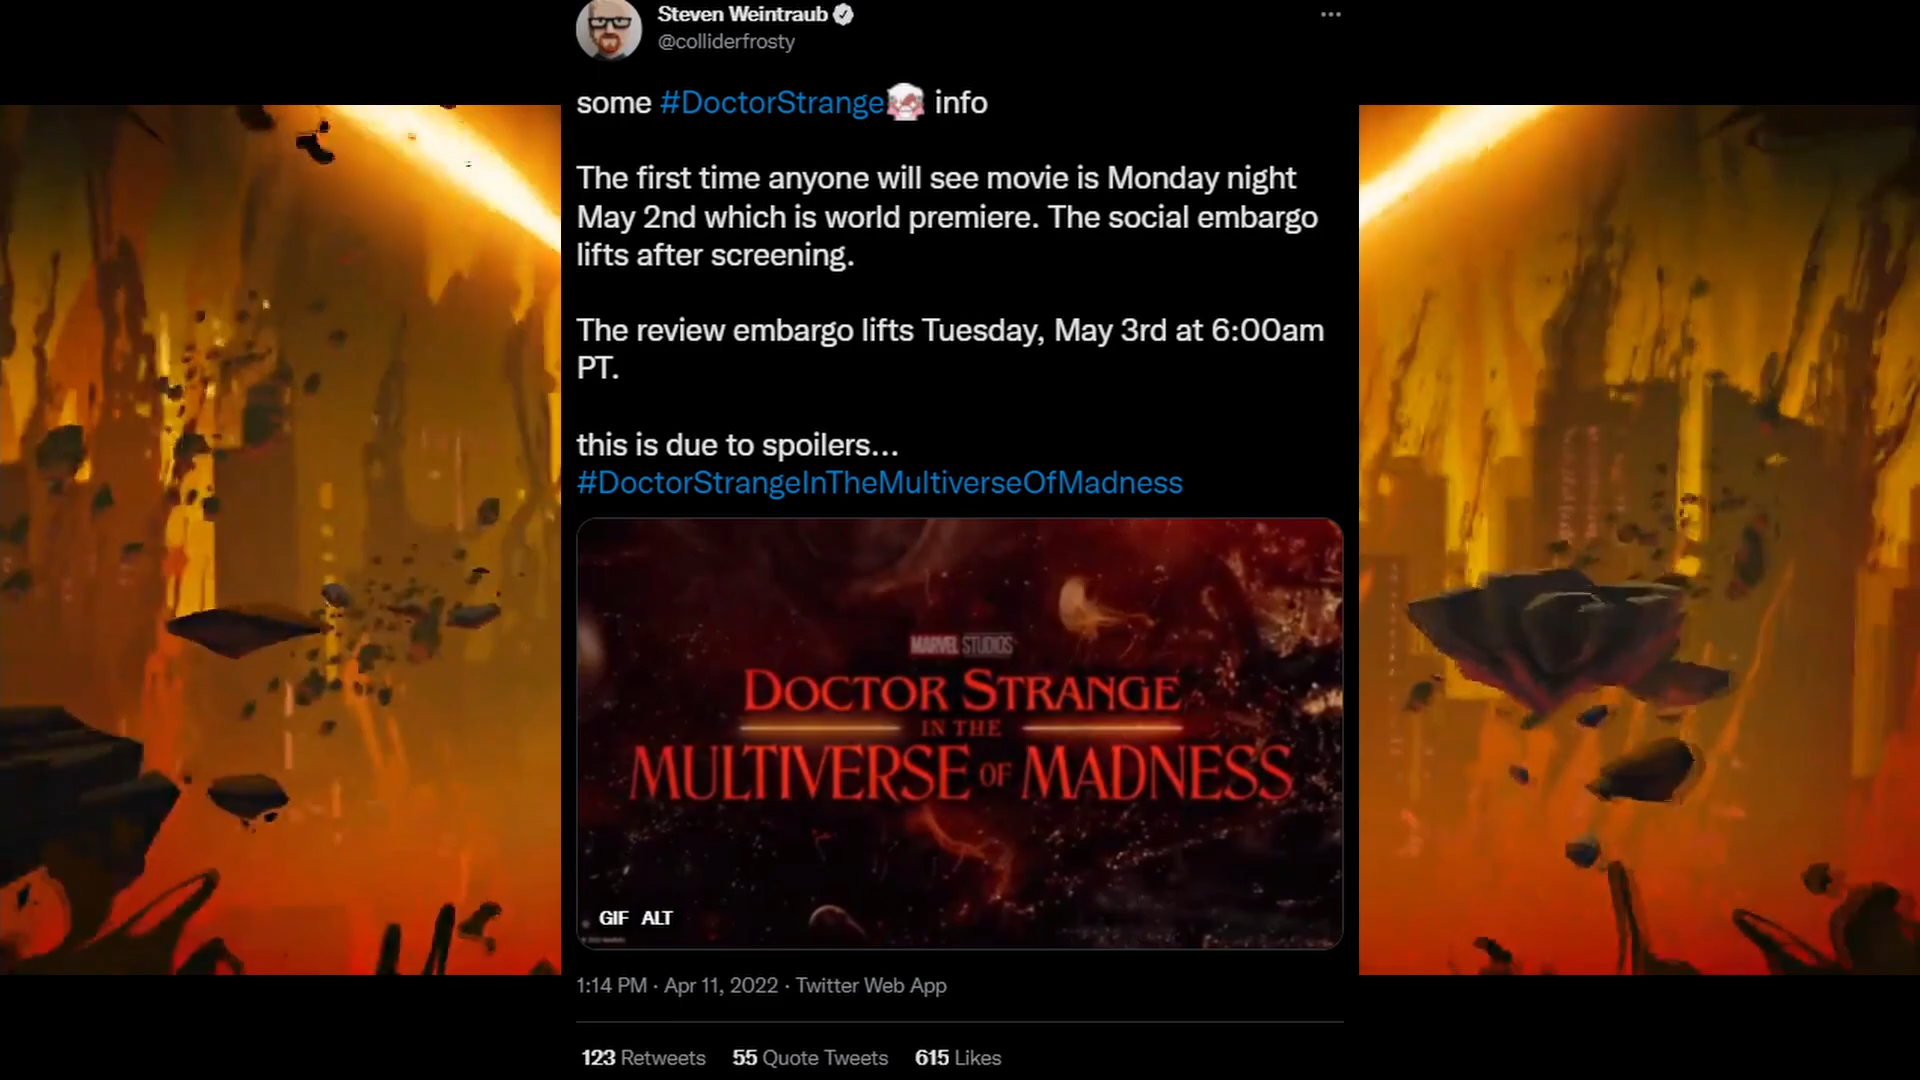 Steven Weintraub
@colliderfrosty
some #DoctorStrange info
The first time anyone will see movie is Monday night
May 2nd which is world premiere. The social embargo
lifts after screening.
The review embargo lifts Tuesday, May 3rd at 6:00am
PT.
this is due to spoilers...
#DoctorStrangeInTheMultiverseOfMadness
MARVEL STUDIOS
DOCTOR STRANGE
IN THE
MULTIVERSE OF MADNESS
GIF ALT
1:14 PM · Apr 11, 2022 · Twitter Web App
123 Retweets 55 Quote Tweets 615 Likes